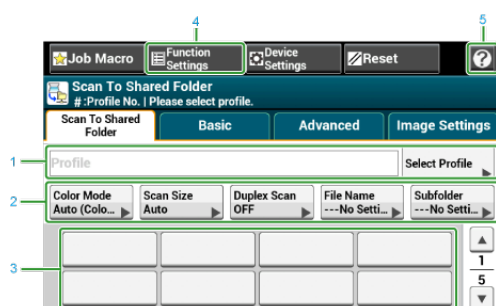 4
5
Job Macro
Function
Settings
Device
Settings
Reset
?
Scan To Shared Folder
# :Profile No. | Please select profile.
Scan To Shared
Folder
Basic
Advanced
Image Settings
1
Profile
Select Profile
2
Color Mode
Auto (Colo...
Scan Size
Auto
Duplex Scan
OFF
File Name
---No Setti...
Subfolder
---No Setti...
3
1
5